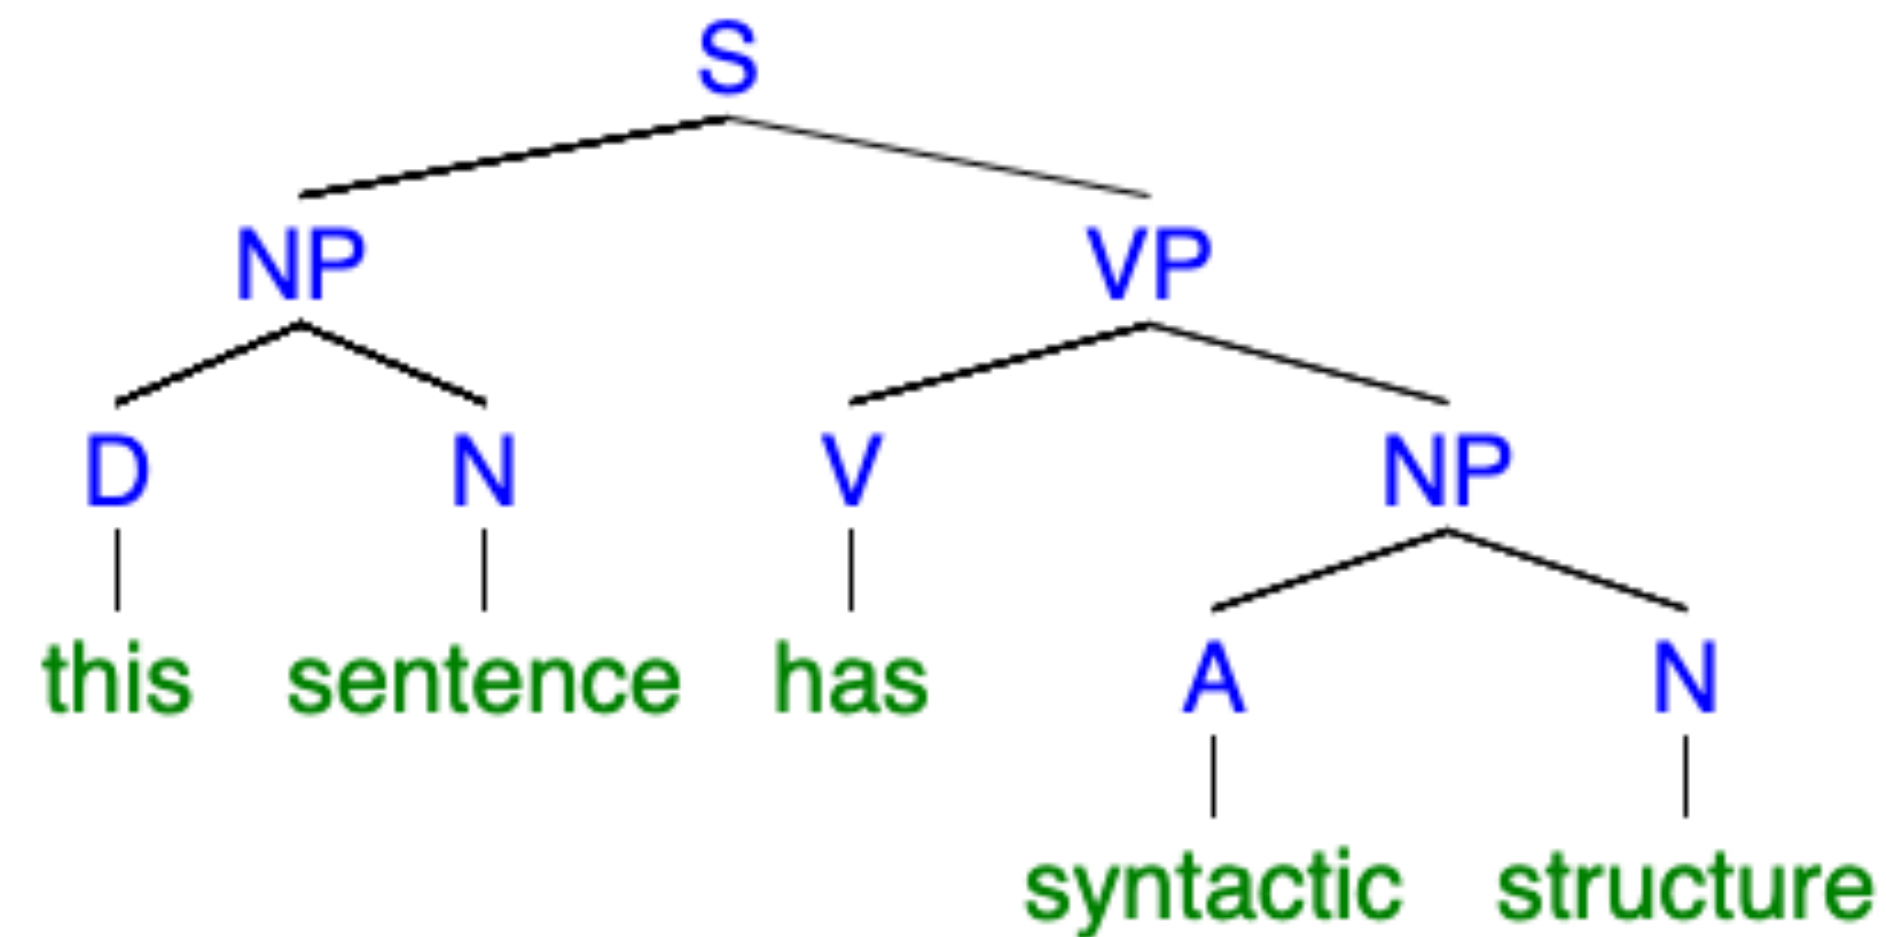 S
NP VP
D N V NP
this sentence has A N
syntactic structure